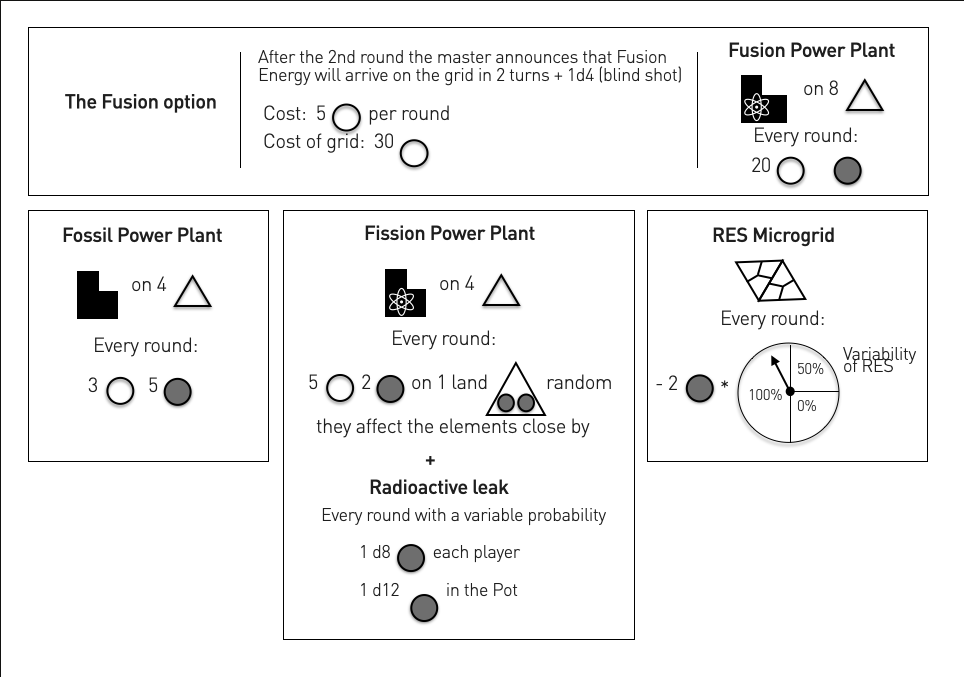 The Fusion option
After the 2nd round the master announces that Fusion
Energy will arrive on the grid in 2 turns + 1d4 (blind shot)
Cost: 5 per round
Cost of grid: 30
Fusion Power Plant
on 8
Every round:
20
Fossil Power Plant
on 4
Every round:
3 5
Fission Power Plant
on 4
Every round:
5 2 on 1 land random
they affect the elements close by
+
Radioactive leak
Every round with a variable probability
1 d8 each player
1 d12 in the Pot
RES Microgrid
Every round:
Variability
of RES
- 2 *
50%
100%
0%